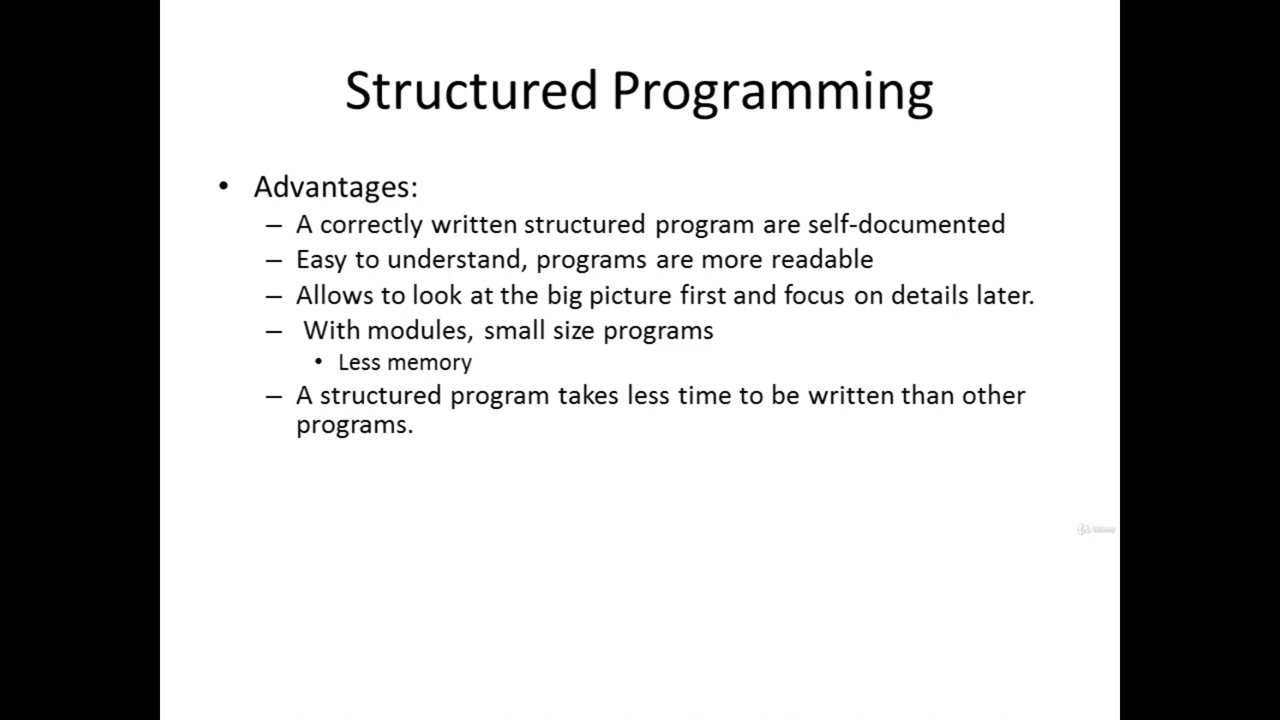 Structured Programming
• Advantages:
– A correctly written structured program are self-documented
– Easy to understand, programs are more readable
– Allows to look at the big picture first and focus on details later.
– With modules, small size programs
• Less memory
– A structured program takes less time to be written than other
programs.
Udemy